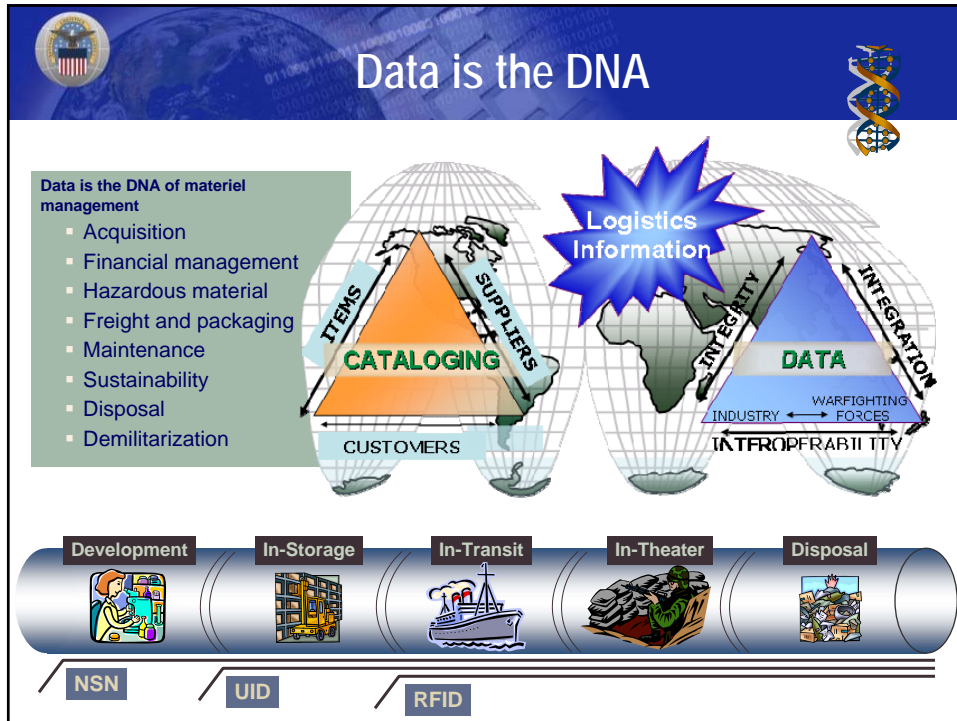 Data is the DNA
Data is the DNA of materiel
management
Acquisition
Financial management
Hazardous material
Freight and packaging
Maintenance
Sustainability
Disposal
Demilitarization
ITEMS
SUPPLIERS
CATALOGING
CUSTOMERS
Logistics
Information
INTEGRITY
INTEGRATION
DATA
INDUSTRY
WARFIGHTING
FORCES
INTEROPERABILITY
Development
In-Storage
In-Transit
In-Theater
Disposal
NSN
UID
RFID